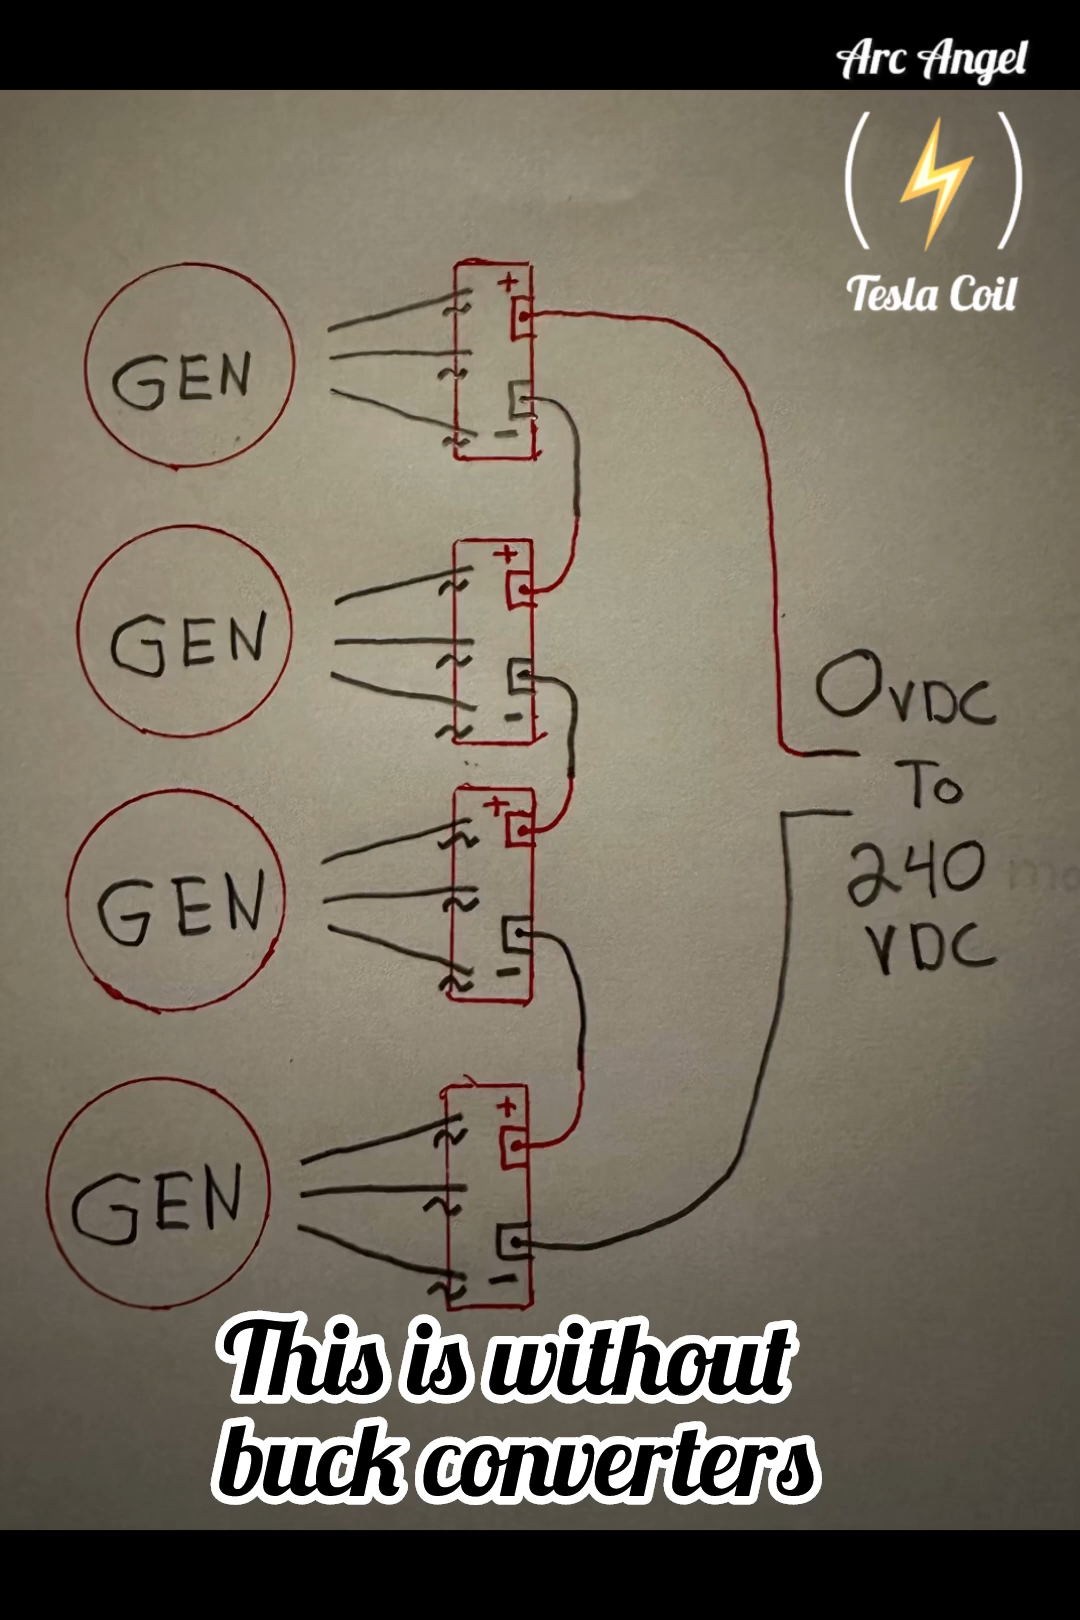 Arc Angel
(⚡)
Tesla Coil
GEN
~
~
~
+
-
GEN
~
~
~
+
-
GEN
~
~
~
+
-
GEN
~
~
~
+
-
0VDC
To
240
VDC
This is without
buck converters